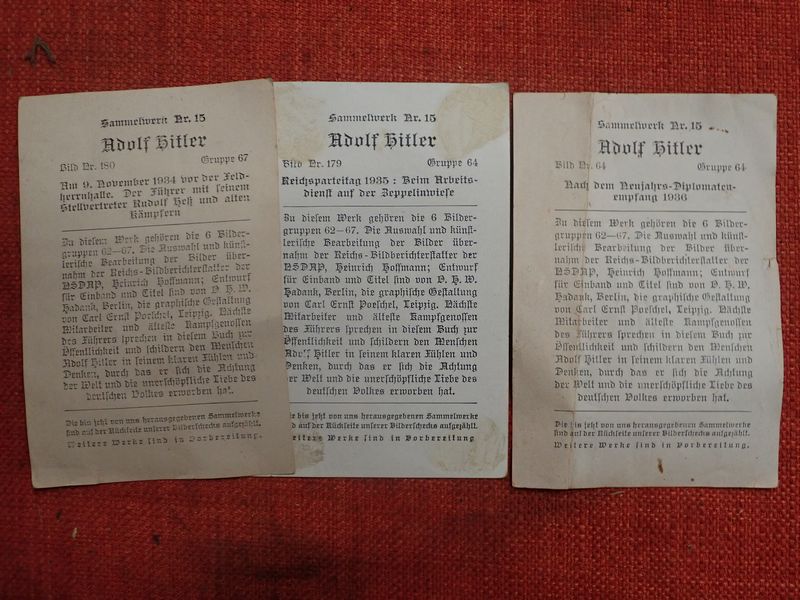 Sammelwerk Nr. 15
Adolf Hitler
Bild Nr. 180 Gruppe 67
Am 9. November 1934 vor der Feld-
herrnhalle. Der Führer mit seinem
Stellvertreter Rudolf Heß und alten
Kämpfern
Zu diesem Werk gehören die 6 Bilder-
gruppen 62–67. Die Auswahl und künst-
lerische Bearbeitung der Bilder über-
nahm der Reichs-Bildberichterstatter der
NSDAP, Heinrich Hoffmann; Entwurf
für Einband und Titel sind von O. H. W.
Hadank, Berlin, die graphische Gestaltung
von Carl Ernst Poeschel, Leipzig. Nächste
Mitarbeiter und älteste Kampfgenossen
des Führers sprechen in diesem Buch zur
Öffentlichkeit und schildern den Menschen
Adolf Hitler in seinem klaren Fühlen und
Denken, durch das er sich die Achtung
der Welt und die unerschöpfliche Liebe des
deutschen Volkes erworben hat.
Die bis jetzt von uns herausgegebenen Sammelwerke
sind auf der Rückseite unserer Bilderschecks aufgezählt.
Weitere Werke sind in Vorbereitung.
Sammelwerk Nr. 15
Adolf Hitler
Bild Nr. 179 Gruppe 64
Reichsparteitag 1935: Beim Arbeits-
dienst auf der Zeppelinwiese
Zu diesem Werk gehören die 6 Bilder-
gruppen 62–67. Die Auswahl und künst-
lerische Bearbeitung der Bilder über-
nahm der Reichs-Bildberichterstatter der
NSDAP, Heinrich Hoffmann; Entwurf
für Einband und Titel sind von O. H. W.
Hadank, Berlin, die graphische Gestaltung
von Carl Ernst Poeschel, Leipzig. Nächste
Mitarbeiter und älteste Kampfgenossen
des Führers sprechen in diesem Buch zur
Öffentlichkeit und schildern den Menschen
Adolf Hitler in seinem klaren Fühlen und
Denken, durch das er sich die Achtung
der Welt und die unerschöpfliche Liebe des
deutschen Volkes erworben hat.
Die bis jetzt von uns herausgegebenen Sammelwerke
sind auf der Rückseite unserer Bilderschecks aufgezählt.
Weitere Werke sind in Vorbereitung
Sammelwerk Nr. 15
Adolf Hitler
Bild Nr. 64 Gruppe 64
Nach dem Neujahrs-Diplomaten-
empfang 1936
Zu diesem Werk gehören die 6 Bilder-
gruppen 62–67. Die Auswahl und künst-
lerische Bearbeitung der Bilder über-
nahm der Reichs-Bildberichterstatter der
NSDAP, Heinrich Hoffmann; Entwurf
für Einband und Titel sind von O. H. W.
Hadank, Berlin, die graphische Gestaltung
von Carl Ernst Poeschel, Leipzig. Nächste
Mitarbeiter und älteste Kampfgenossen
des Führers sprechen in diesem Buch zur
Öffentlichkeit und schildern den Menschen
Adolf Hitler in seinem klaren Fühlen und
Denken, durch das er sich die Achtung
der Welt und die unerschöpfliche Liebe des
deutschen Volkes erworben hat.
Die bis jetzt von uns herausgegebenen Sammelwerke
sind auf der Rückseite unserer Bilderschecks aufgezählt.
Weitere Werke sind in Vorbereitung.